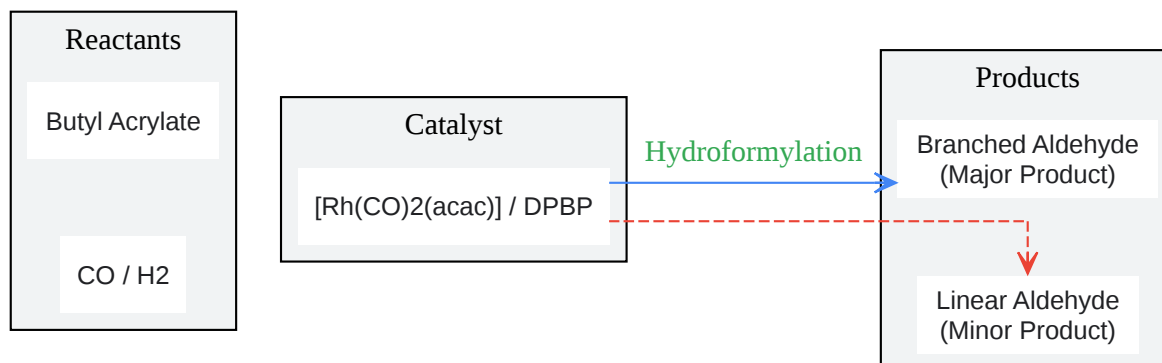 Reactants
Butyl Acrylate
CO / H2
Catalyst
[Rh(CO)2(acac)] / DPBP
Hydroformylation
Products
Branched Aldehyde
(Major Product)
Linear Aldehyde
(Minor Product)